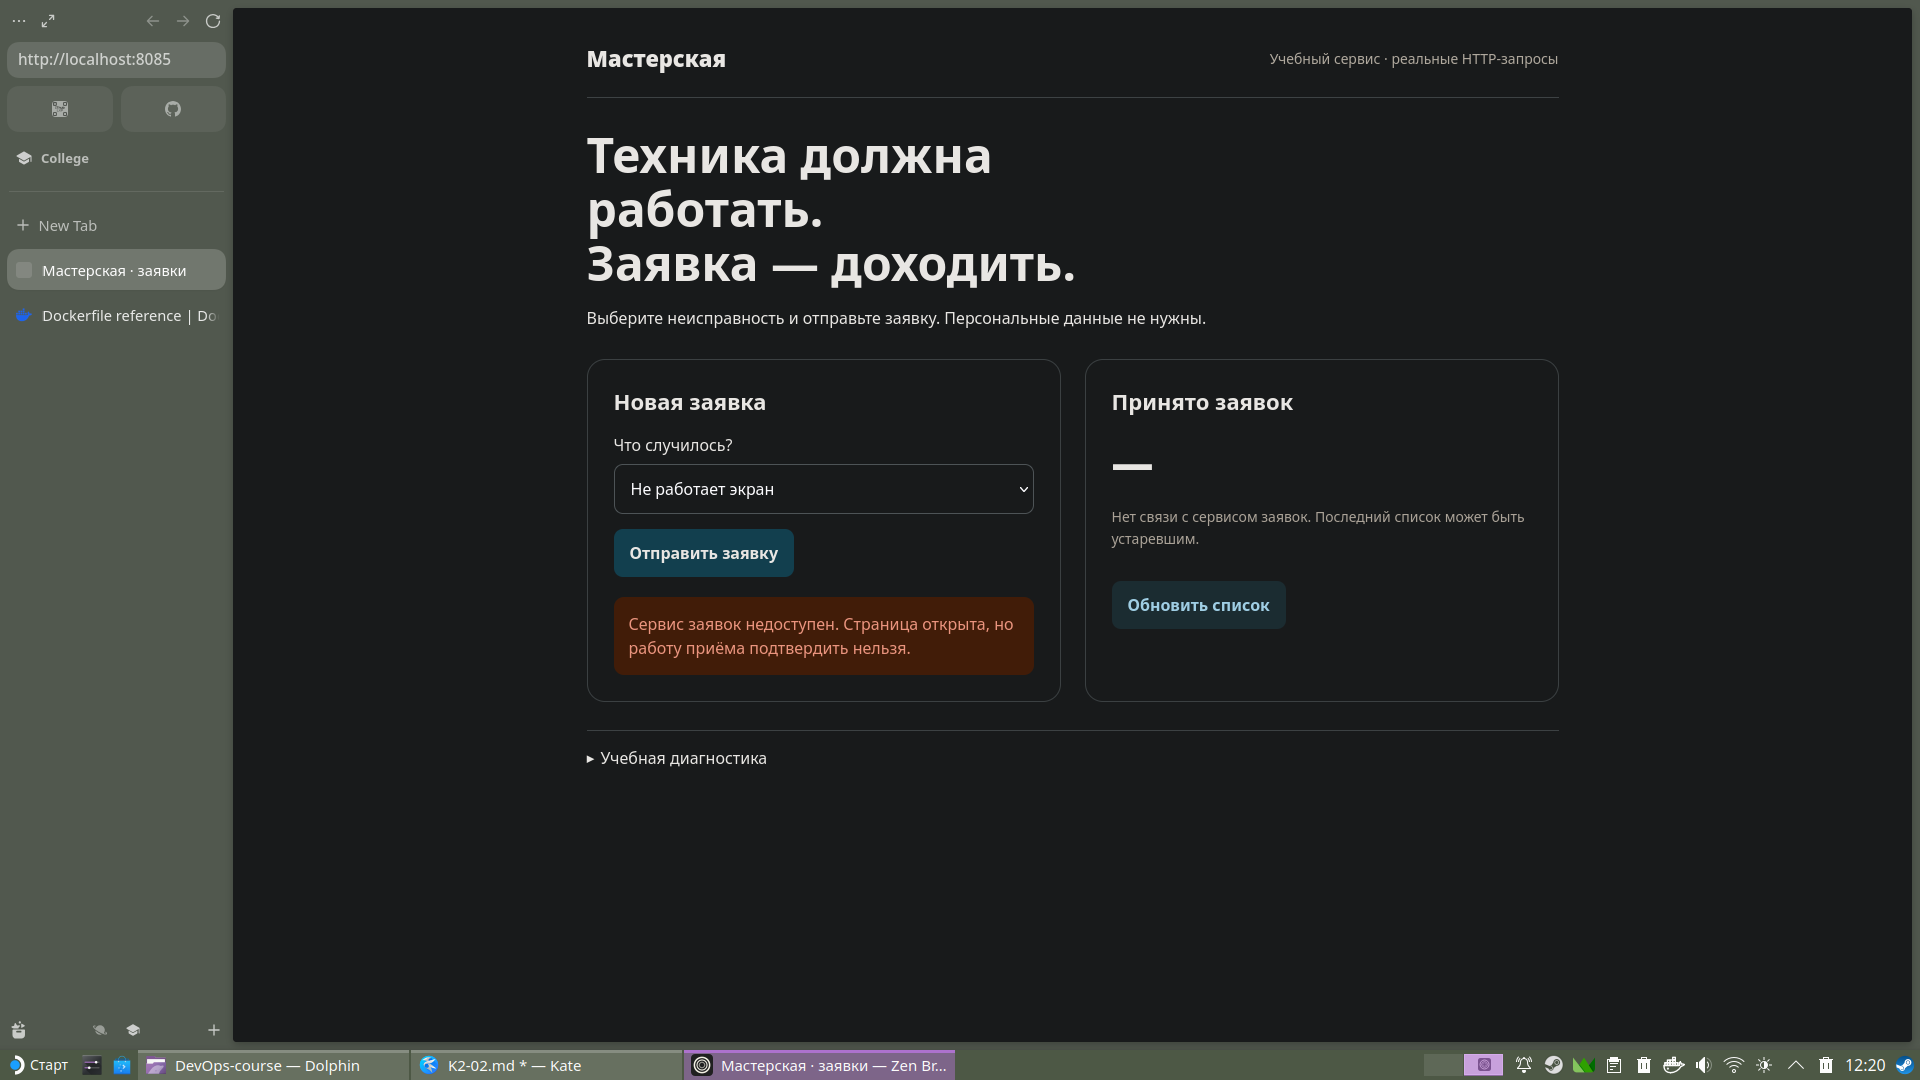 http://localhost:8085
College
New Tab
Мастерская · заявки
Dockerfile reference | Do
Мастерская
Учебный сервис · реальные HTTP-запросы
Техника должна
работать.
Заявка — доходить.
Выберите неисправность и отправьте заявку. Персональные данные не нужны.
Новая заявка
Что случилось?
Не работает экран
Отправить заявку
Сервис заявок недоступен. Страница открыта, но
работу приёма подтвердить нельзя.
Принято заявок
—
Нет связи с сервисом заявок. Последний список может быть
устаревшим.
Обновить список
Учебная диагностика
Старт
DevOps-course — Dolphin
K2-02.md * — Kate
Мастерская · заявки — Zen Br...
12:20